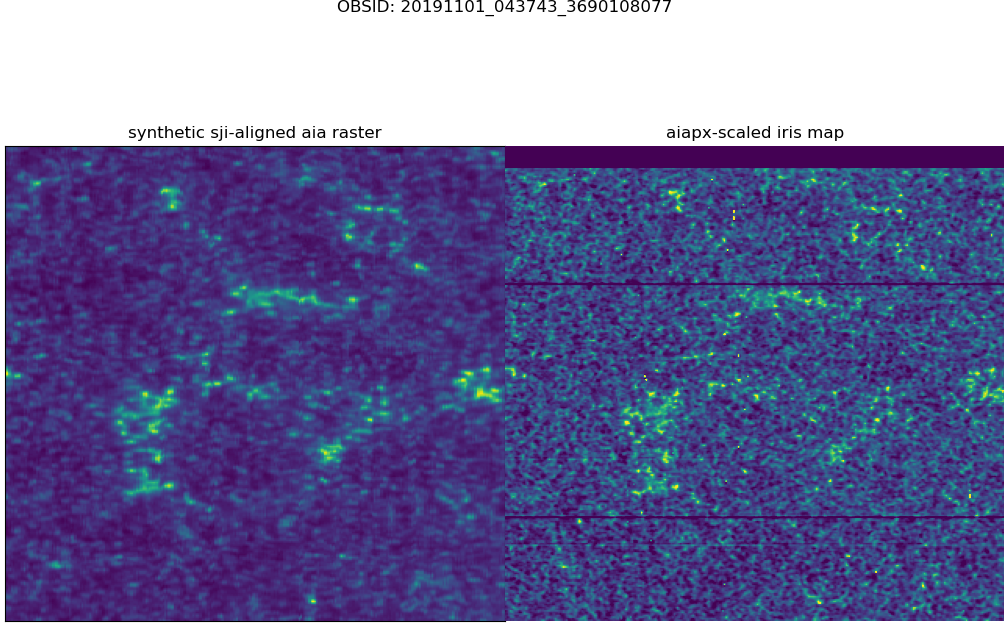 OBSID: 20191101_043743_3690108077
synthetic sji-aligned aia raster
aiapx-scaled iris map